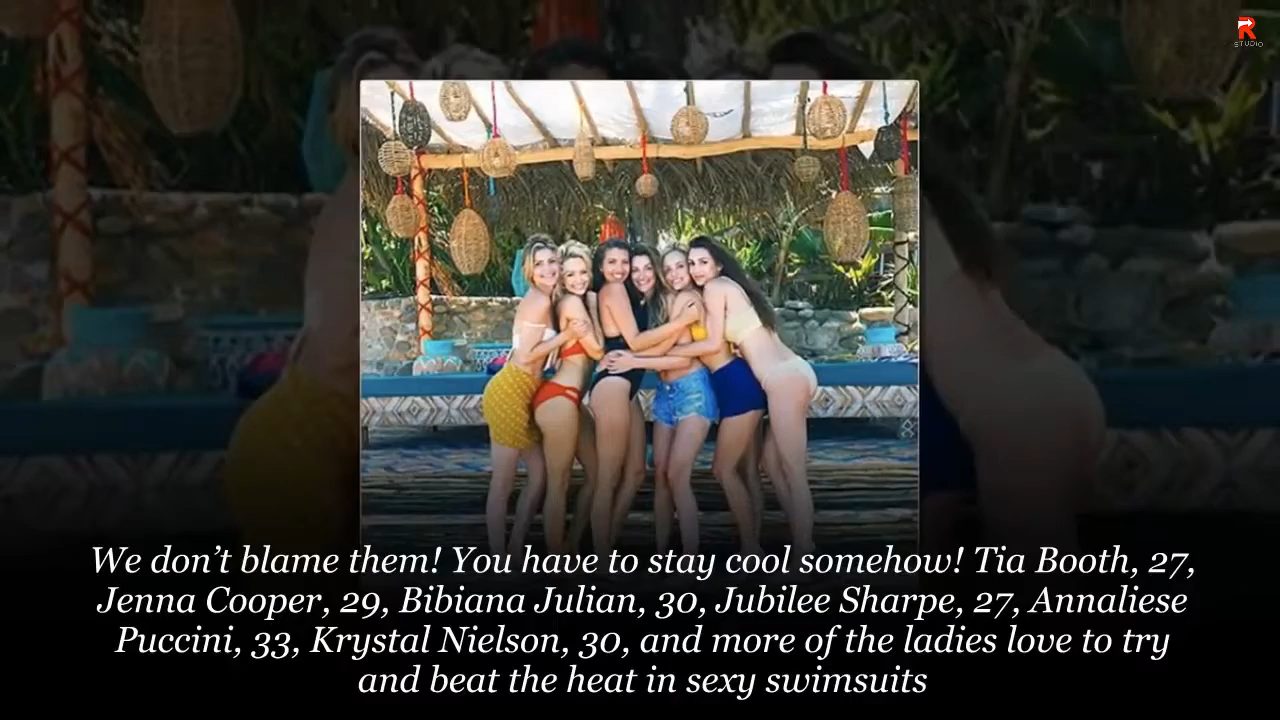 R
STUDIO
We don’t blame them! You have to stay cool somehow! Tia Booth, 27,
Jenna Cooper, 29, Bibiana Julian, 30, Jubilee Sharpe, 27, Annaliese
Puccini, 33, Krystal Nielson, 30, and more of the ladies love to try
and beat the heat in sexy swimsuits